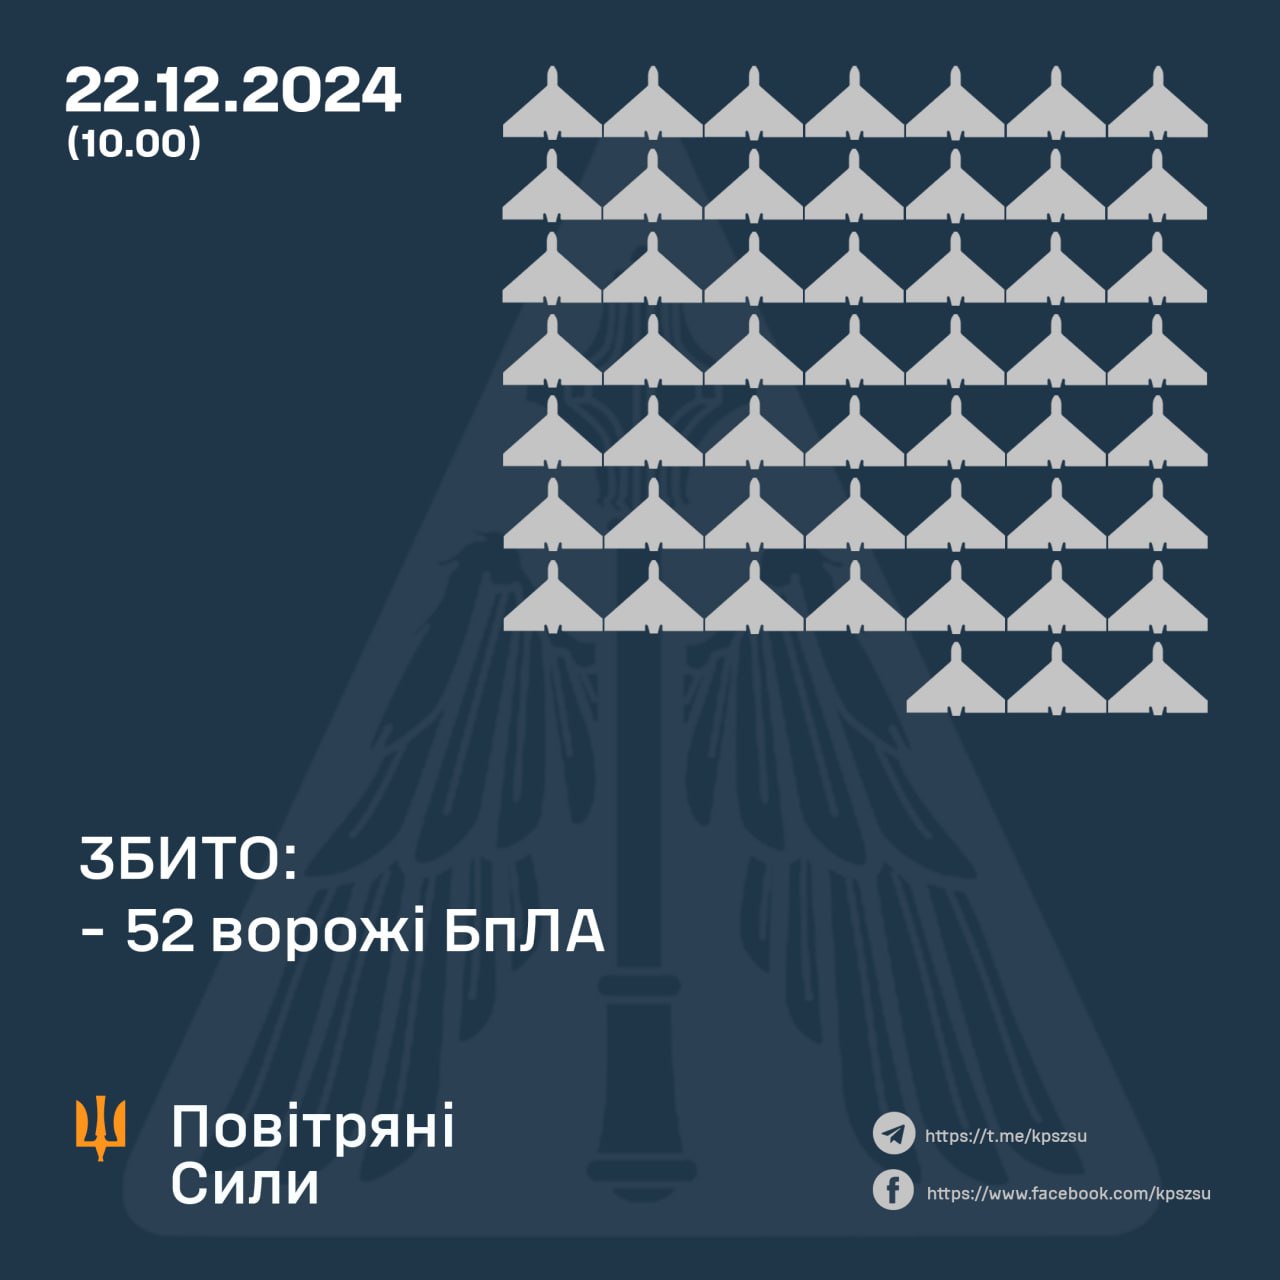 22.12.2024
(10.00)
ЗБИТО:
- 52 ворожі БпЛА
Повітряні
Сили
https://t.me/kpszsu
https://www.facebook.com/kpszsu